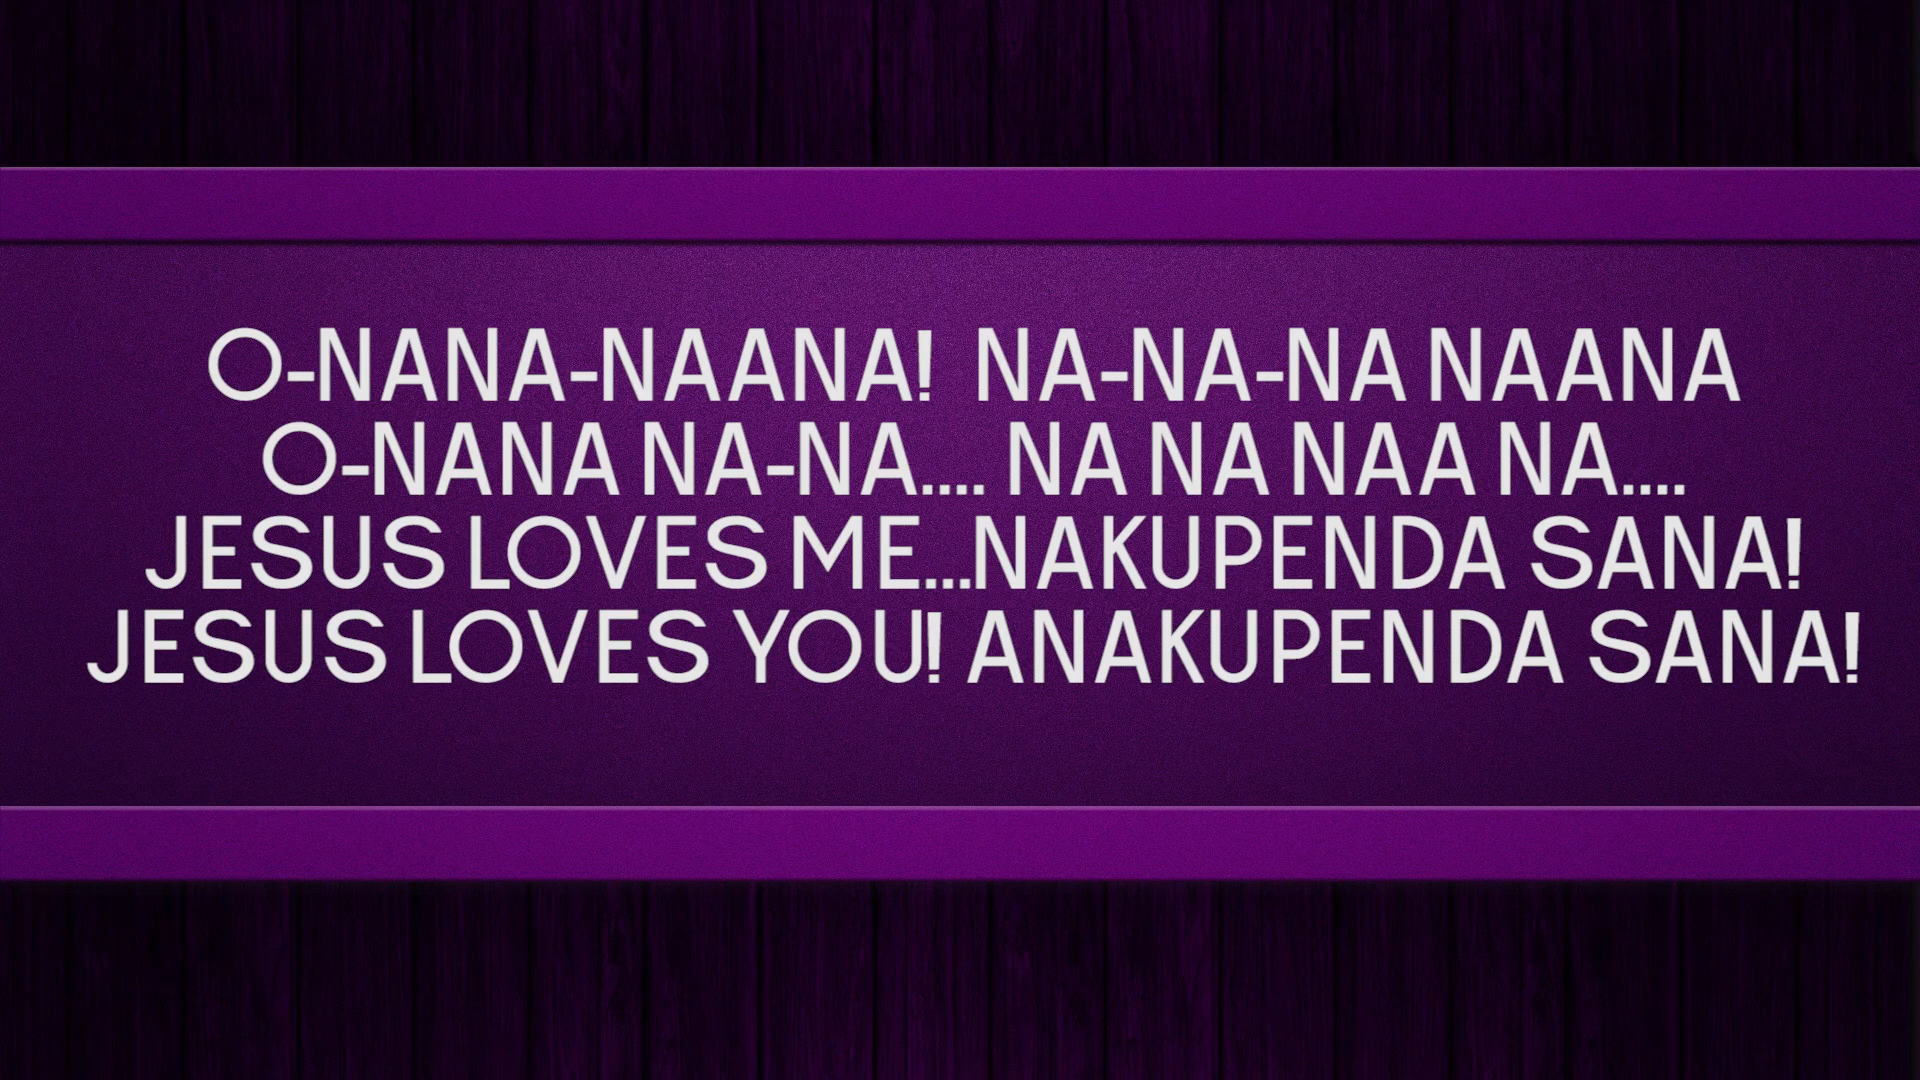 O-NANA-NAANA!  NA-NA-NA NAANA
O-NANA NA-NA.... NA NA NAA NA....
JESUS LOVES ME...NAKUPENDA SANA!
JESUS LOVES YOU! ANAKUPENDA SANA!